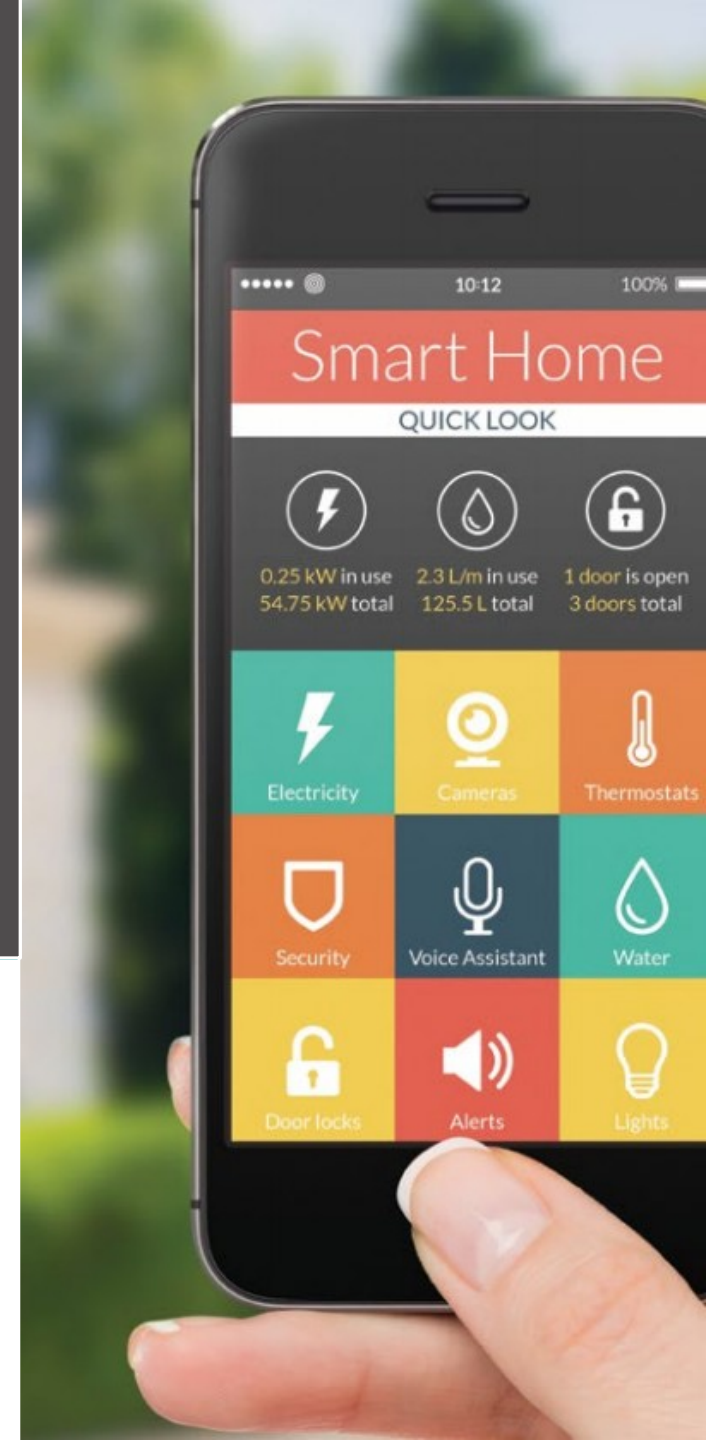 10:12 100%
Smart Home
QUICK LOOK
0.25 kW in use 2.3 L/m in use 1 door is open
54.75 kW total 125.5 L total 3 doors total
Electricity Cameras Thermostats
Security Voice Assistant Water
Door locks Alerts Lights